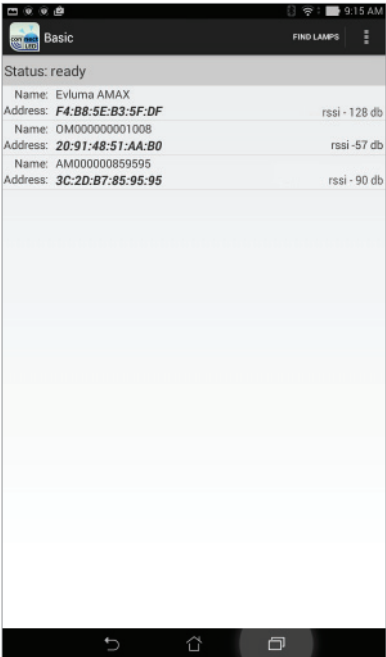 9:15 AM
Basic
FIND LAMPS
Status: ready
Name: Evluma AMAX
Address: F4:B8:5E:B3:5F:DF rssi - 128 db
Name: OM000000001008
Address: 20:91:48:51:AA:B0 rssi -57 db
Name: AM000000859595
Address: 3C:2D:B7:85:95:95 rssi - 90 db